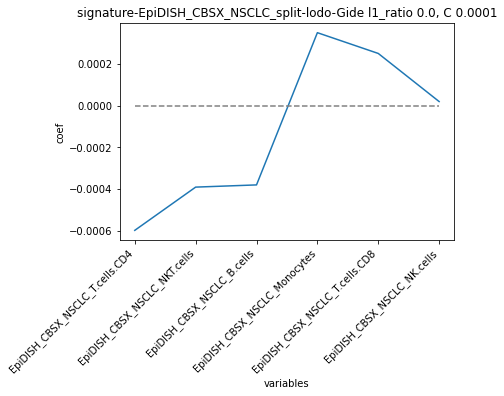 signature-EpiDISH_CBSX_NSCLC_split-lodo-Gide l1_ratio 0.0, C 0.0001
0.0002
0.0000
−0.0002
−0.0004
−0.0006
coef
EpiDISH_CBSX_NSCLC_T.cells.CD4
EpiDISH_CBSX_NSCLC_NKT.cells
EpiDISH_CBSX_NSCLC_B.cells
EpiDISH_CBSX_NSCLC_Monocytes
EpiDISH_CBSX_NSCLC_T.cells.CD8
EpiDISH_CBSX_NSCLC_NK.cells
variables